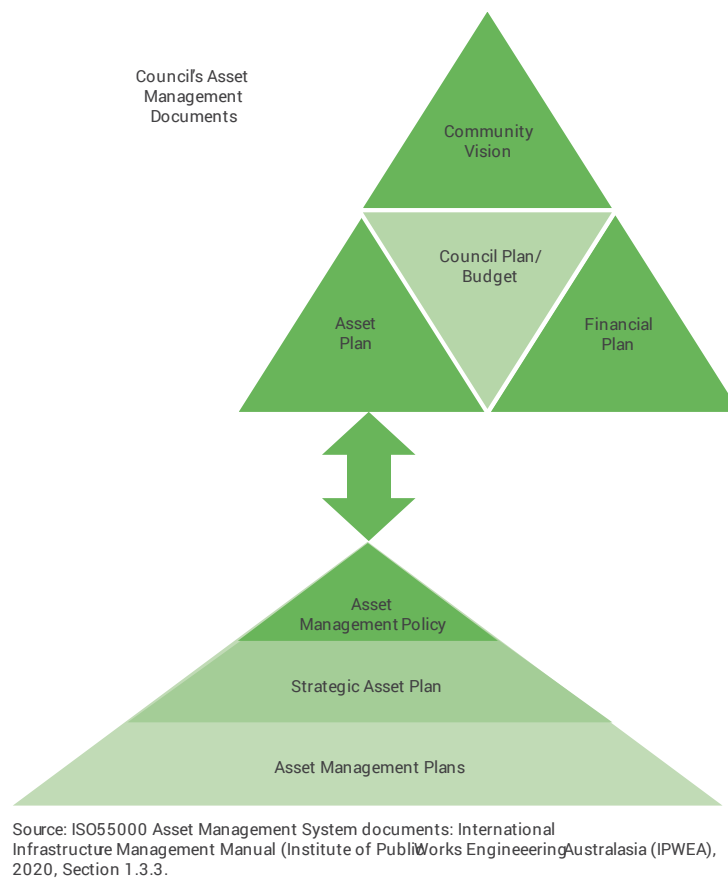 Council's Asset
Management
Documents
Community
Vision
Council Plan/
Budget
Asset
Plan
Financial
Plan
Asset
Management Policy
Strategic Asset Plan
Asset Management Plans
Source: ISO55000 Asset Management System documents: International
Infrastructure Management Manual (Institute of Public Works Engineeering Australasia (IPWEA),
2020, Section 1.3.3.